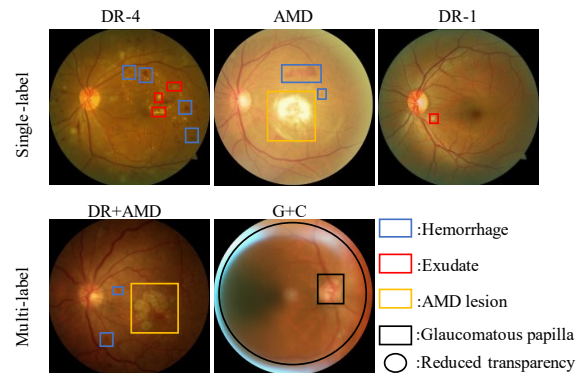 DR-4 AMD DR-1
Single-label
DR+AMD G+C
Multi-label
:Hemorrhage
:Exudate
:AMD lesion
:Glaucomatous papilla
:Reduced transparency